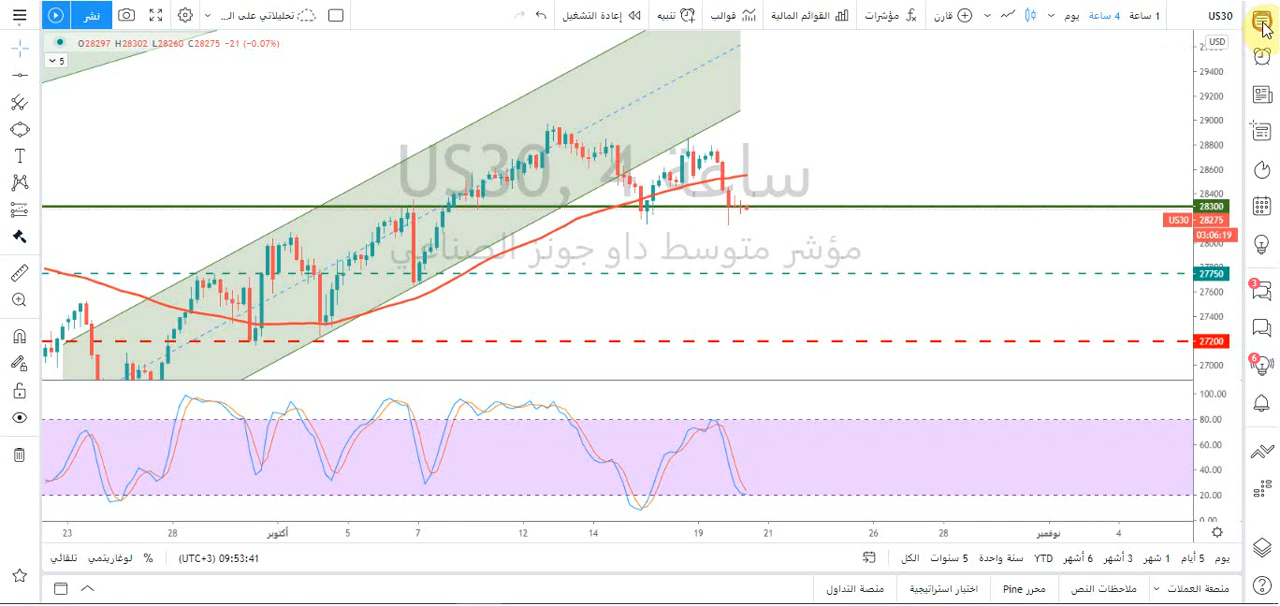 نشر
تحليلاتي على الـ...
إعادة التشغيل
تنبيه
قوالب
القوائم المالية
مؤشرات
قارن
يوم
4 ساعة
1 ساعة
US30
O28297 H28302 L28260 C28275 −21 (−0.07%)
5
USD
US30, 4 ساعة
مؤشر متوسط داو جونز الصناعي
29400
29200
29000
28800
28600
28400
28300
US30 28275
03:06:19
28000
27750
27600
27400
27200
27000
100.00
80.00
60.00
40.00
20.00
0.00
23 28 أكتوبر 5 7 12 14 19 21 26 28 نوفمبر 4
تلقائي لوغاريتمي % (UTC+3) 09:53:41
يوم 5 أيام 1 شهر 3 أشهر 6 أشهر YTD سنة واحدة 5 سنوات الكل
منصة العملات ملاحظات النص محرر Pine اختبار استراتيجية منصة التداول
3
6